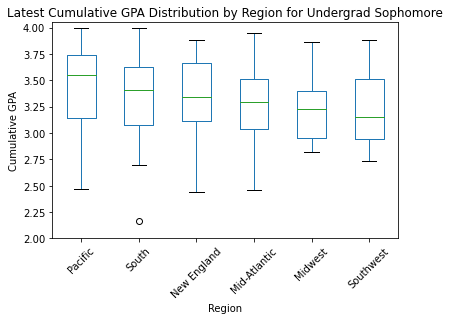 Latest Cumulative GPA Distribution by Region for Undergrad Sophomore
4.00
3.75
3.50
3.25
3.00
2.75
2.50
2.25
2.00
Cumulative GPA
Pacific
South
New England
Mid-Atlantic
Midwest
Southwest
Region